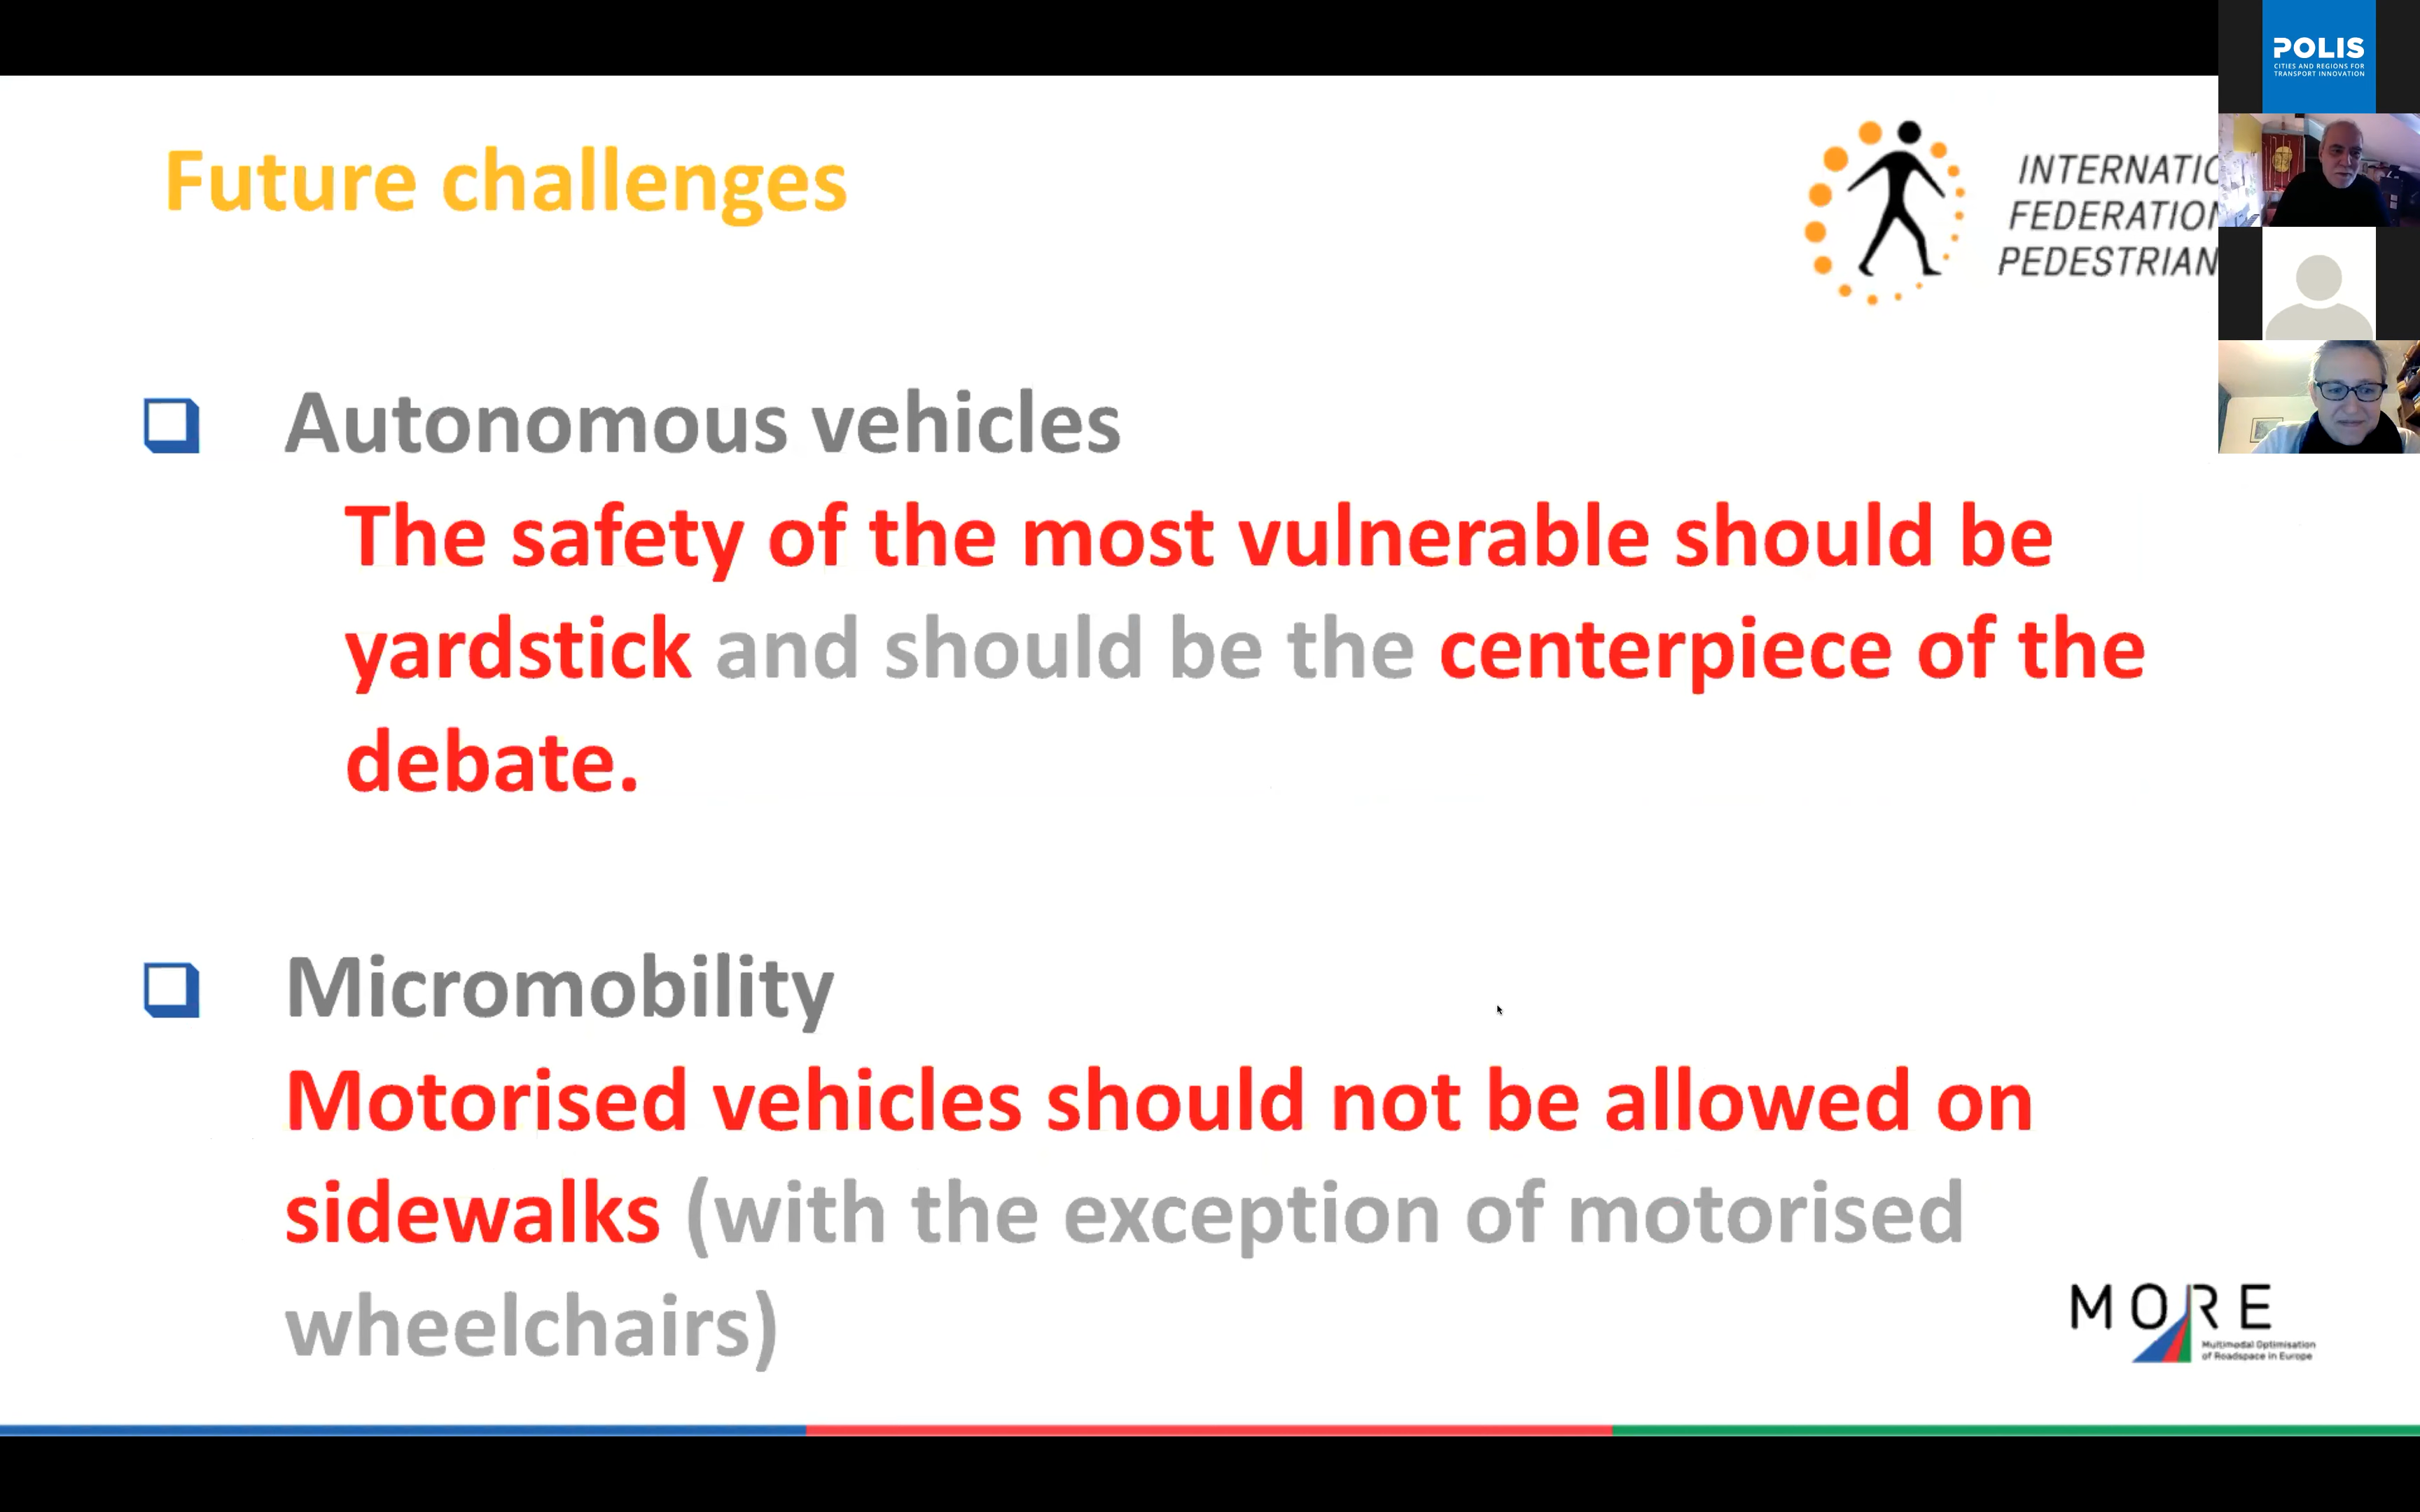 POLIS
CITIES AND REGIONS FOR
TRANSPORT INNOVATION
Future challenges
INTERNATIO
FEDERATION
PEDESTRIAN
Autonomous vehicles
The safety of the most vulnerable should be
yardstick and should be the centerpiece of the
debate.
Micromobility
Motorised vehicles should not be allowed on
sidewalks (with the exception of motorised
wheelchairs)
MORE
Multimodal Optimisation
of Roadspace in Europe